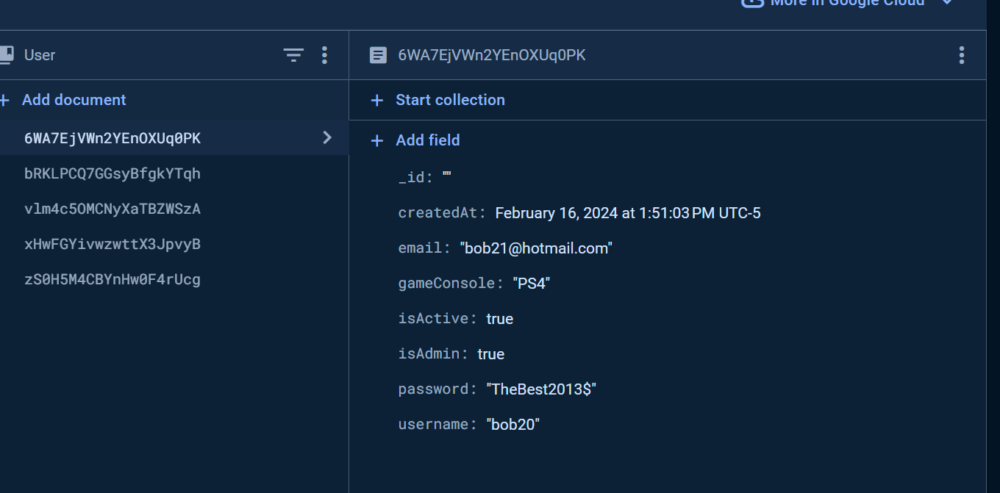 More in Google Cloud
User
6WA7EjVWn2YEnOXUq0PK
+ Add document
+ Start collection
6WA7EjVWn2YEnOXUq0PK
+ Add field
bRKLPCQ7GGsyBfgkYTqh
_id: ""
vlm4c5OMCNyXaTBZWSzA
createdAt: February 16, 2024 at 1:51:03 PM UTC-5
xHwFGYivwzwttX3JpvyB
email: "bob21@hotmail.com"
zS0H5M4CBYnHw0F4rUcg
gameConsole: "PS4"
isActive: true
isAdmin: true
password: "TheBest2013$"
username: "bob20"